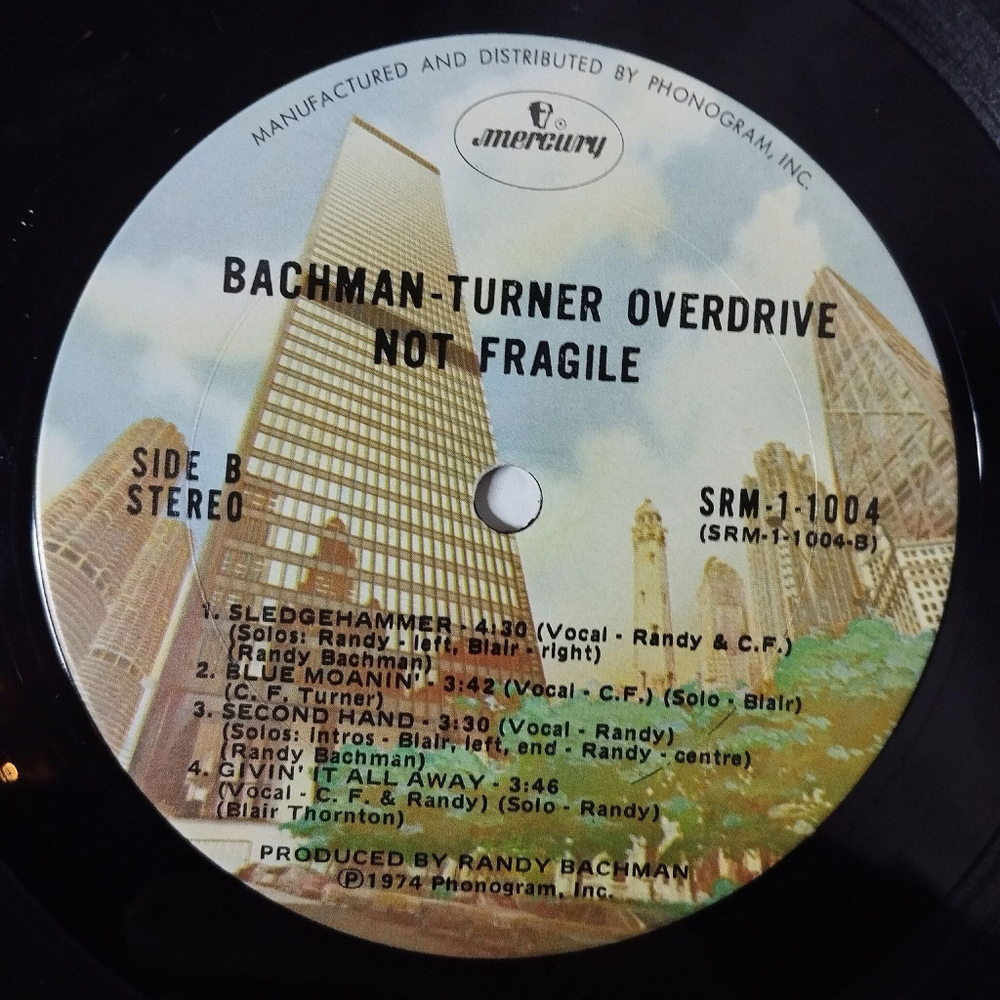 MANUFACTURED AND DISTRIBUTED BY PHONOGRAM, INC.
mercury
BACHMAN-TURNER OVERDRIVE
NOT FRAGILE
SIDE B
STEREO
SRM-1-1004
(SRM-1-1004-B)
1. SLEDGEHAMMER - 4:30 (Vocal - Randy & C.F.)
(Solos: Randy - left, Blair - right)
(Randy Bachman)
2. BLUE MOANIN' - 3:42 (Vocal - C.F.) (Solo - Blair)
(C. F. Turner)
3. SECOND HAND - 3:30 (Vocal - Randy)
(Solos: Intros - Blair, left, end - Randy - centre)
(Randy Bachman)
4. GIVIN' IT ALL AWAY - 3:46
(Vocal - C. F. & Randy) (Solo - Randy)
(Blair Thornton)
PRODUCED BY RANDY BACHMAN
Ⓟ1974 Phonogram, Inc.